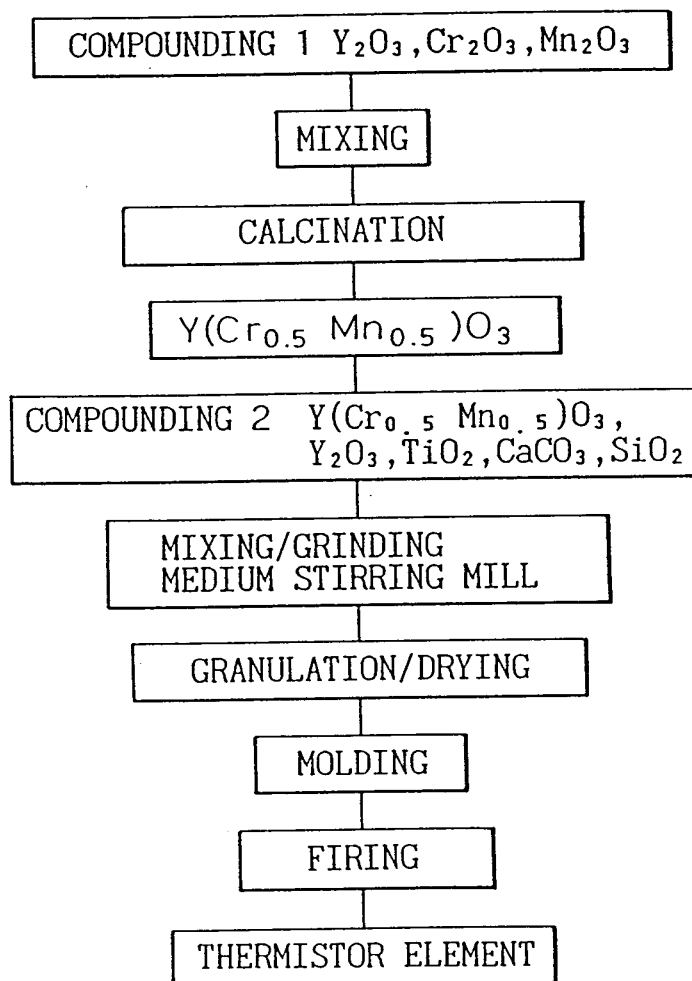 COMPOUNDING 1 Y₂O₃,Cr₂O₃,Mn₂O₃
MIXING
CALCINATION
Y(Cr₀.₅ Mn₀.₅)O₃
COMPOUNDING 2 Y(Cr₀.₅ Mn₀.₅)O₃,
Y₂O₃,TiO₂,CaCO₃,SiO₂
MIXING/GRINDING
MEDIUM STIRRING MILL
GRANULATION/DRYING
MOLDING
FIRING
THERMISTOR ELEMENT